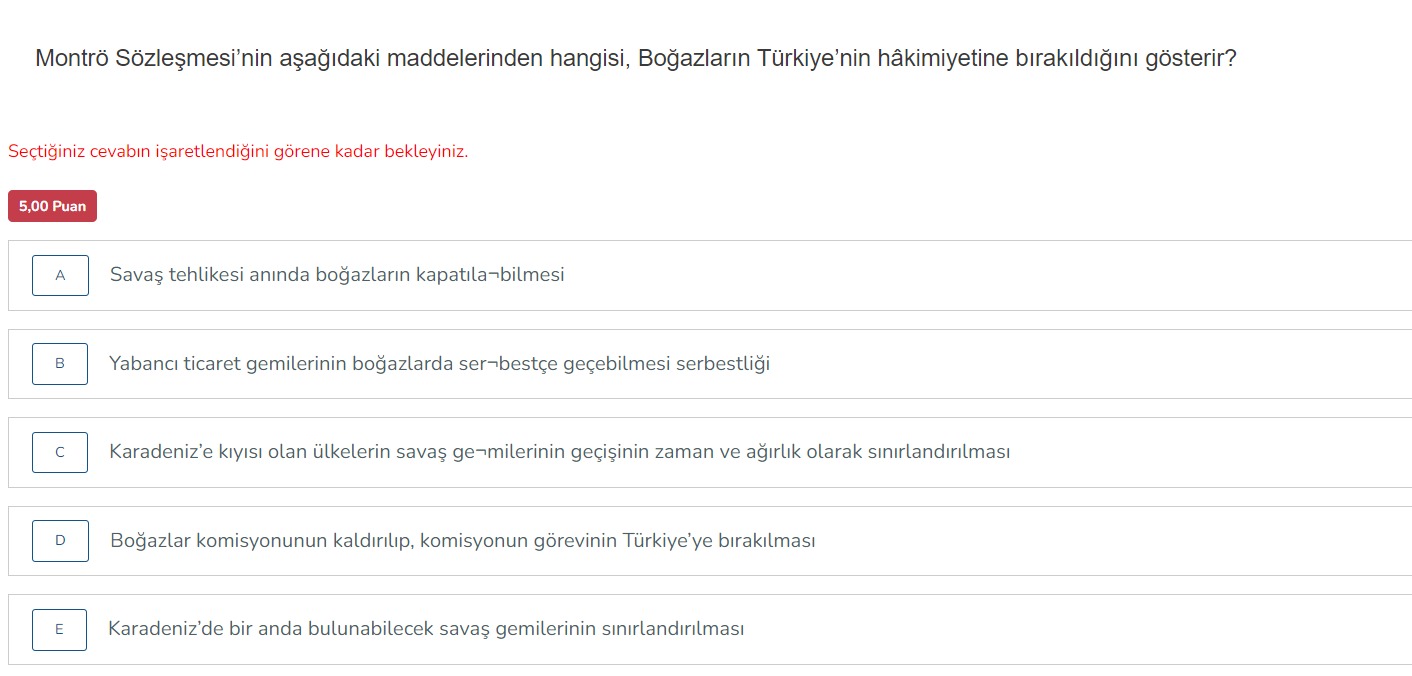 Montrö Sözleşmesi’nin aşağıdaki maddelerinden hangisi, Boğazların Türkiye’nin hâkimiyetine bırakıldığını gösterir?
Seçtiğiniz cevabın işaretlendiğini görene kadar bekleyiniz.
5,00 Puan
A Savaş tehlikesi anında boğazların kapatıla¬bilmesi
B Yabancı ticaret gemilerinin boğazlarda ser¬bestçe geçebilmesi serbestliği
C Karadeniz’e kıyısı olan ülkelerin savaş ge¬milerinin geçişinin zaman ve ağırlık olarak sınırlandırılması
D Boğazlar komisyonunun kaldırılıp, komisyonun görevinin Türkiye’ye bırakılması
E Karadeniz’de bir anda bulunabilecek savaş gemilerinin sınırlandırılması